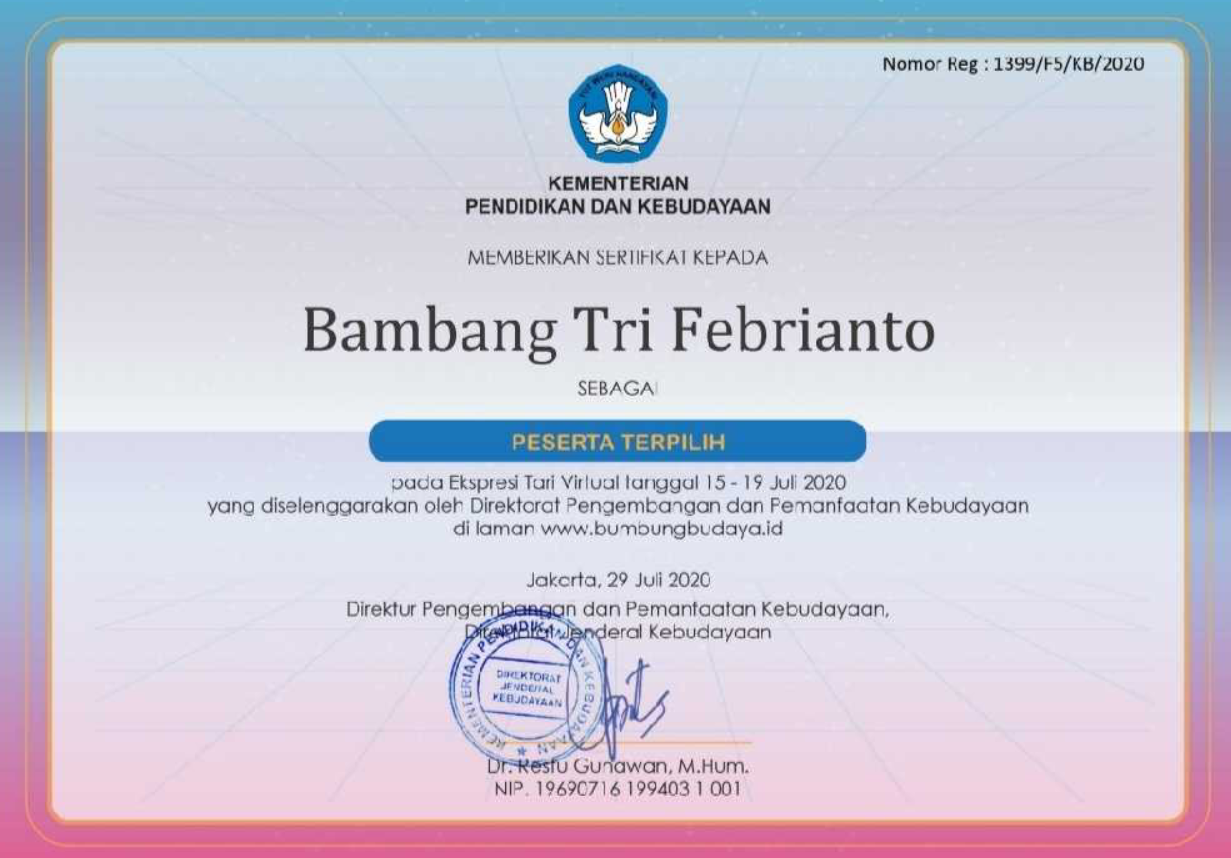 Nomor Reg : 1399/F5/KB/2020
TUT WURI HANDAYANI
KEMENTERIAN
PENDIDIKAN DAN KEBUDAYAAN
MEMBERIKAN SERTIFIKAT KEPADA
Bambang Tri Febrianto
SEBAGAI
PESERTA TERPILIH
pada Ekspresi Tari Virtual tanggal 15 - 19 Juli 2020
yang diselenggarakan oleh Direktorat Pengembangan dan Pemanfaatan Kebudayaan
di laman www.bumbungbudaya.id
Jakarta, 29 Juli 2020
Direktur Pengembangan dan Pemanfaatan Kebudayaan,
Direktorat Jenderal Kebudayaan
KEMENTERIAN PENDIDIKAN DAN KEBUDAYAAN
DIREKTORAT
JENDERAL
KEBUDAYAAN
Dr. Restu Gunawan, M.Hum.
NIP. 19690716 199403 1 001